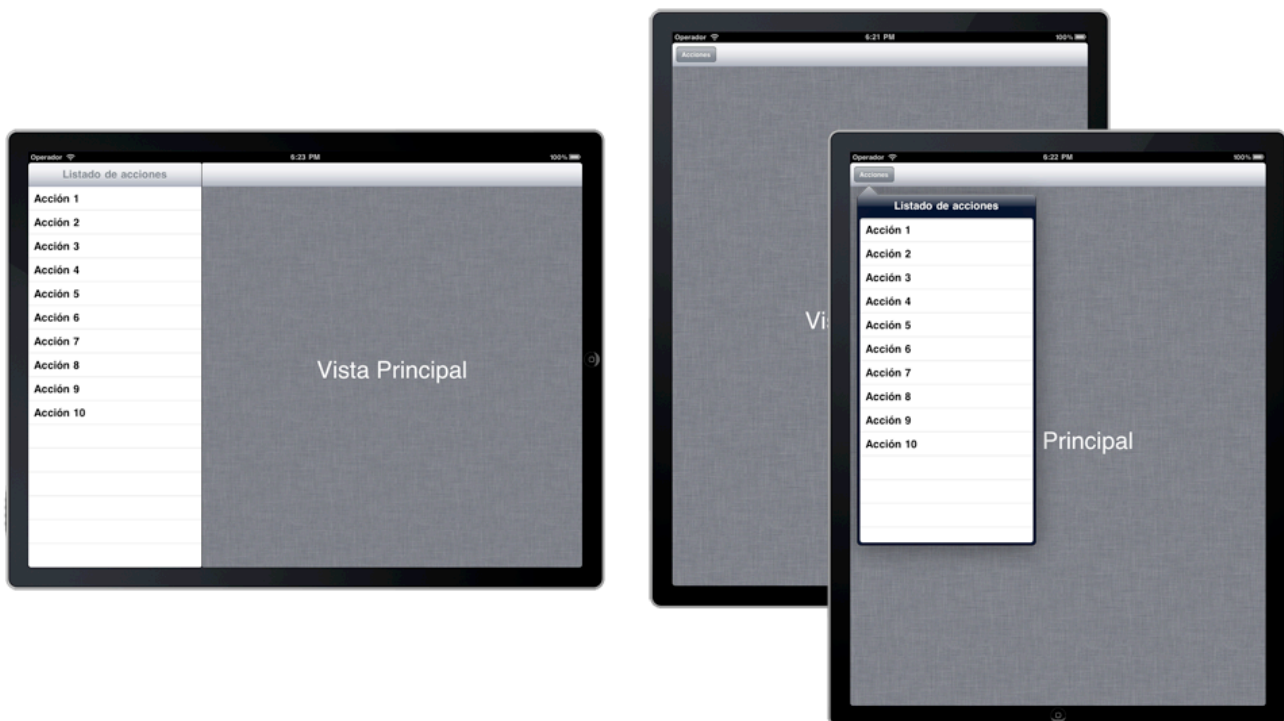 Operador 6:23 PM 100%
Listado de acciones
Acción 1
Acción 2
Acción 3
Acción 4
Acción 5
Acción 6
Acción 7
Acción 8
Acción 9
Acción 10
Vista Principal
Operador 6:21 PM 100%
Acciones
Vi
Operador 6:22 PM 100%
Acciones
Listado de acciones
Acción 1
Acción 2
Acción 3
Acción 4
Acción 5
Acción 6
Acción 7
Acción 8
Acción 9
Acción 10
Principal